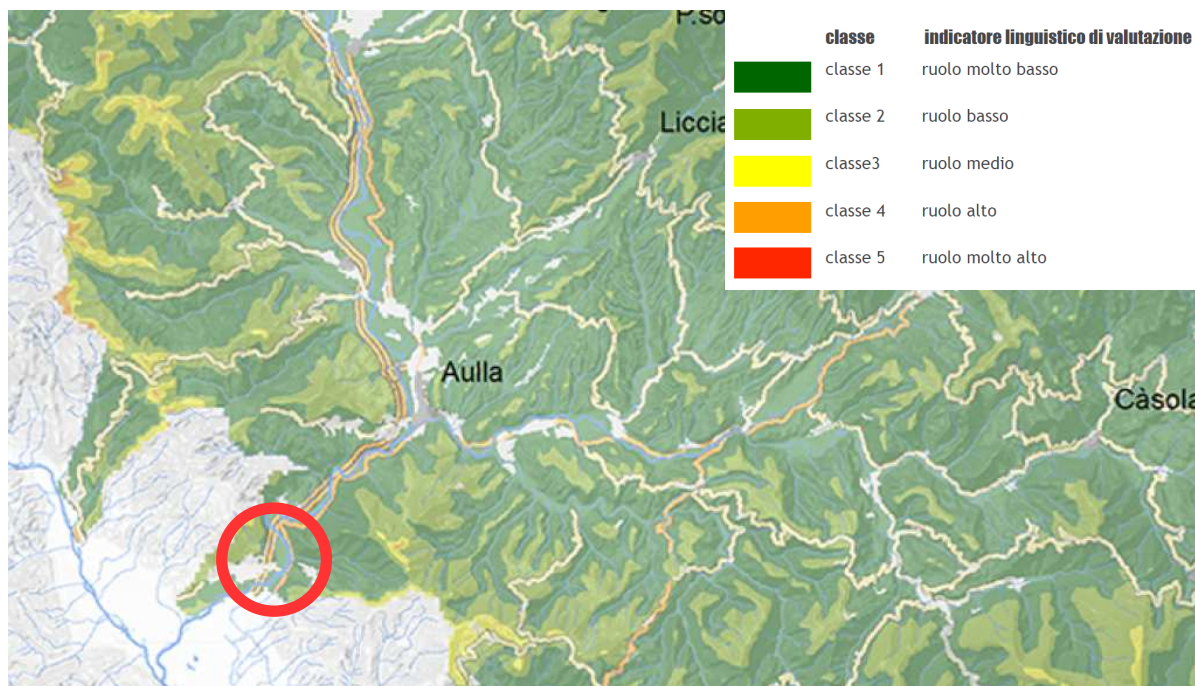 P.so
classe indicatore linguistico di valutazione
classe 1 ruolo molto basso
classe 2 ruolo basso
Liccia
classe3 ruolo medio
classe 4 ruolo alto
classe 5 ruolo molto alto
Aulla
Càsola